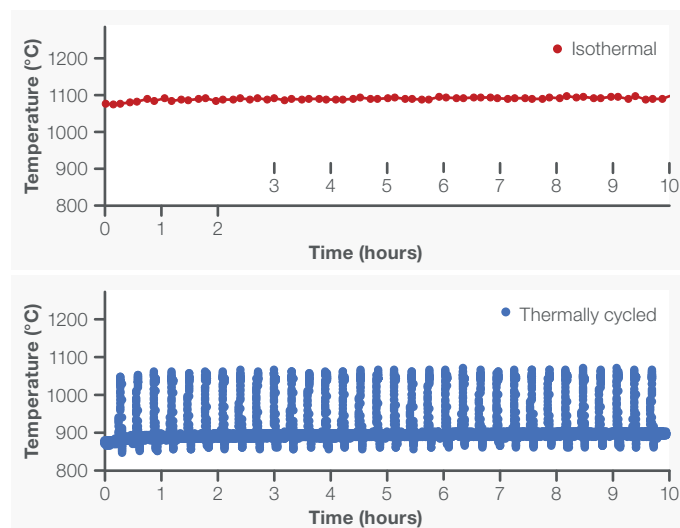 Temperature (°C)
1200
1100
1000
900
800
Isothermal
3 4 5 6 7 8 9 10
0 1 2
Time (hours)
Temperature (°C)
1200
1100
1000
900
800
Thermally cycled
0 1 2 3 4 5 6 7 8 9 10
Time (hours)